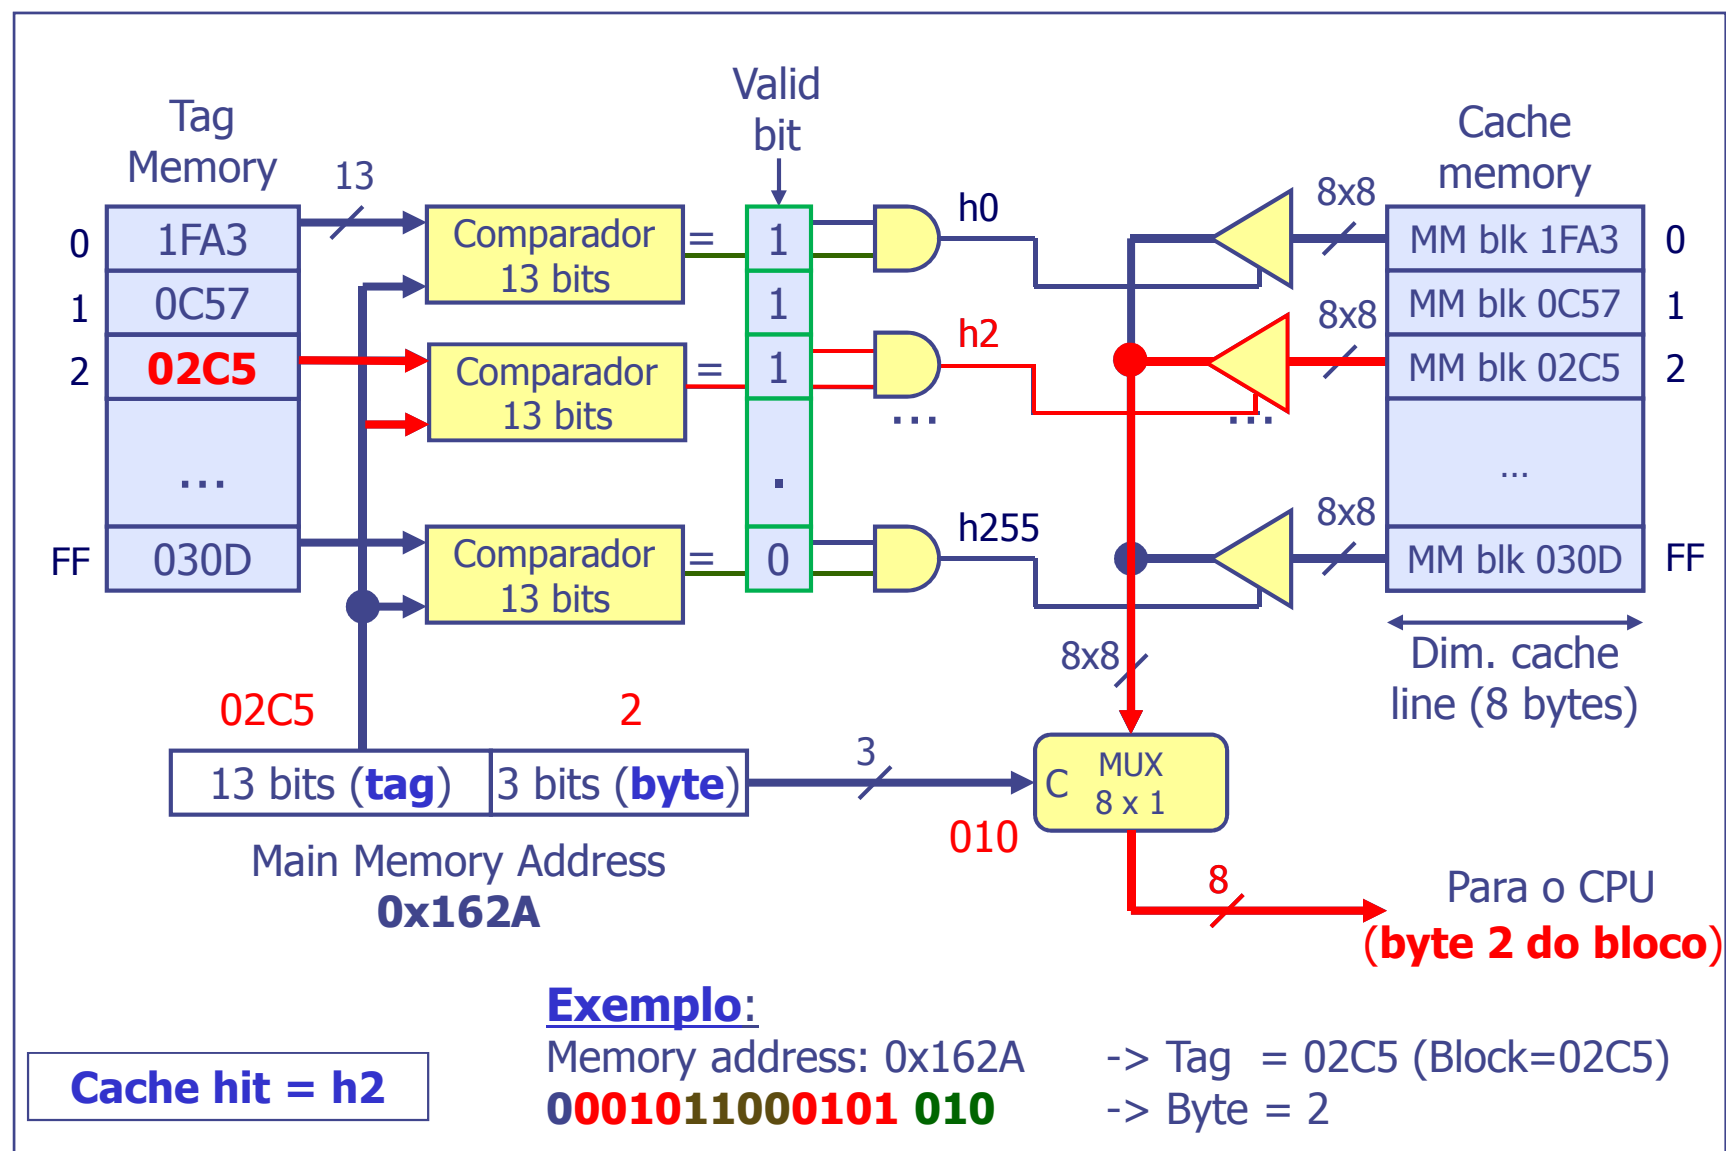 Tag
Memory
Valid
bit
Cache
memory
13
0
1FA3
Comparador
13 bits
=
1
h0
8x8
MM blk 1FA3
0
1
0C57
1
MM blk 0C57
1
2
02C5
Comparador
13 bits
=
1
h2
8x8
MM blk 02C5
2
...
.
...
...
...
FF
030D
Comparador
13 bits
=
0
h255
8x8
MM blk 030D
FF
8x8
Dim. cache
line (8 bytes)
02C5
2
13 bits (tag)
3 bits (byte)
3
C
MUX
8 x 1
010
Main Memory Address
0x162A
8
Para o CPU
(byte 2 do bloco)
Exemplo:
Memory address: 0x162A -> Tag = 02C5 (Block=02C5)
0001011000101 010 -> Byte = 2
Cache hit = h2